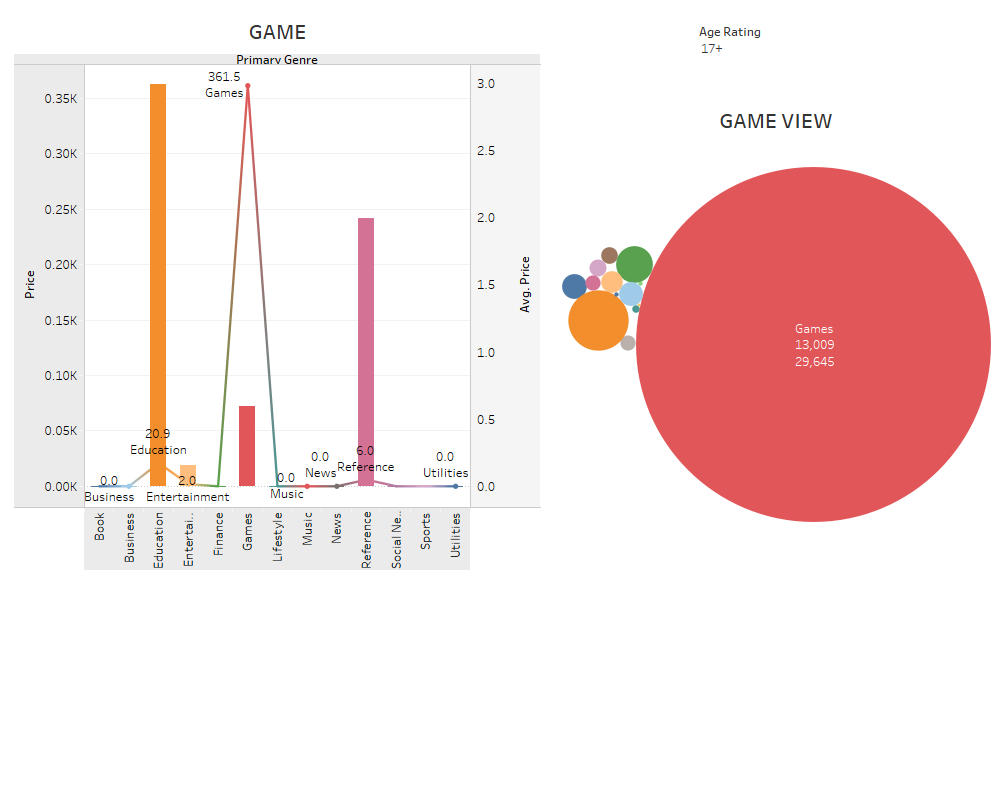 GAME
Primary Genre
Price
0.35K
0.30K
0.25K
0.20K
0.15K
0.10K
0.05K
0.00K
361.5
Games
20.9
Education
0.0
Business
2.0
Entertainment
0.0
Music
0.0
News
6.0
Reference
0.0
Utilities
3.0
2.5
2.0
1.5
1.0
0.5
0.0
Avg. Price
Book
Business
Education
Entertai..
Finance
Games
Lifestyle
Music
News
Reference
Social Ne..
Sports
Utilities
Age Rating
17+
GAME VIEW
Games
13,009
29,645